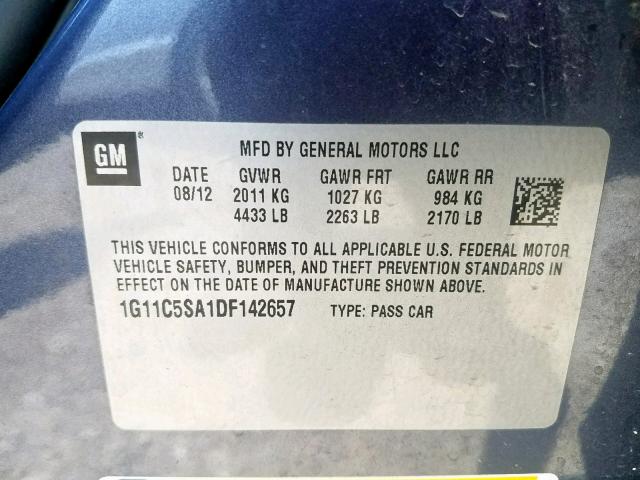 GM
MFD BY GENERAL MOTORS LLC
DATE GVWR GAWR FRT GAWR RR
08/12 2011 KG 1027 KG 984 KG
4433 LB 2263 LB 2170 LB
THIS VEHICLE CONFORMS TO ALL APPLICABLE U.S. FEDERAL MOTOR
VEHICLE SAFETY, BUMPER, AND THEFT PREVENTION STANDARDS IN
EFFECT ON THE DATE OF MANUFACTURE SHOWN ABOVE.
1G11C5SA1DF142657 TYPE: PASS CAR